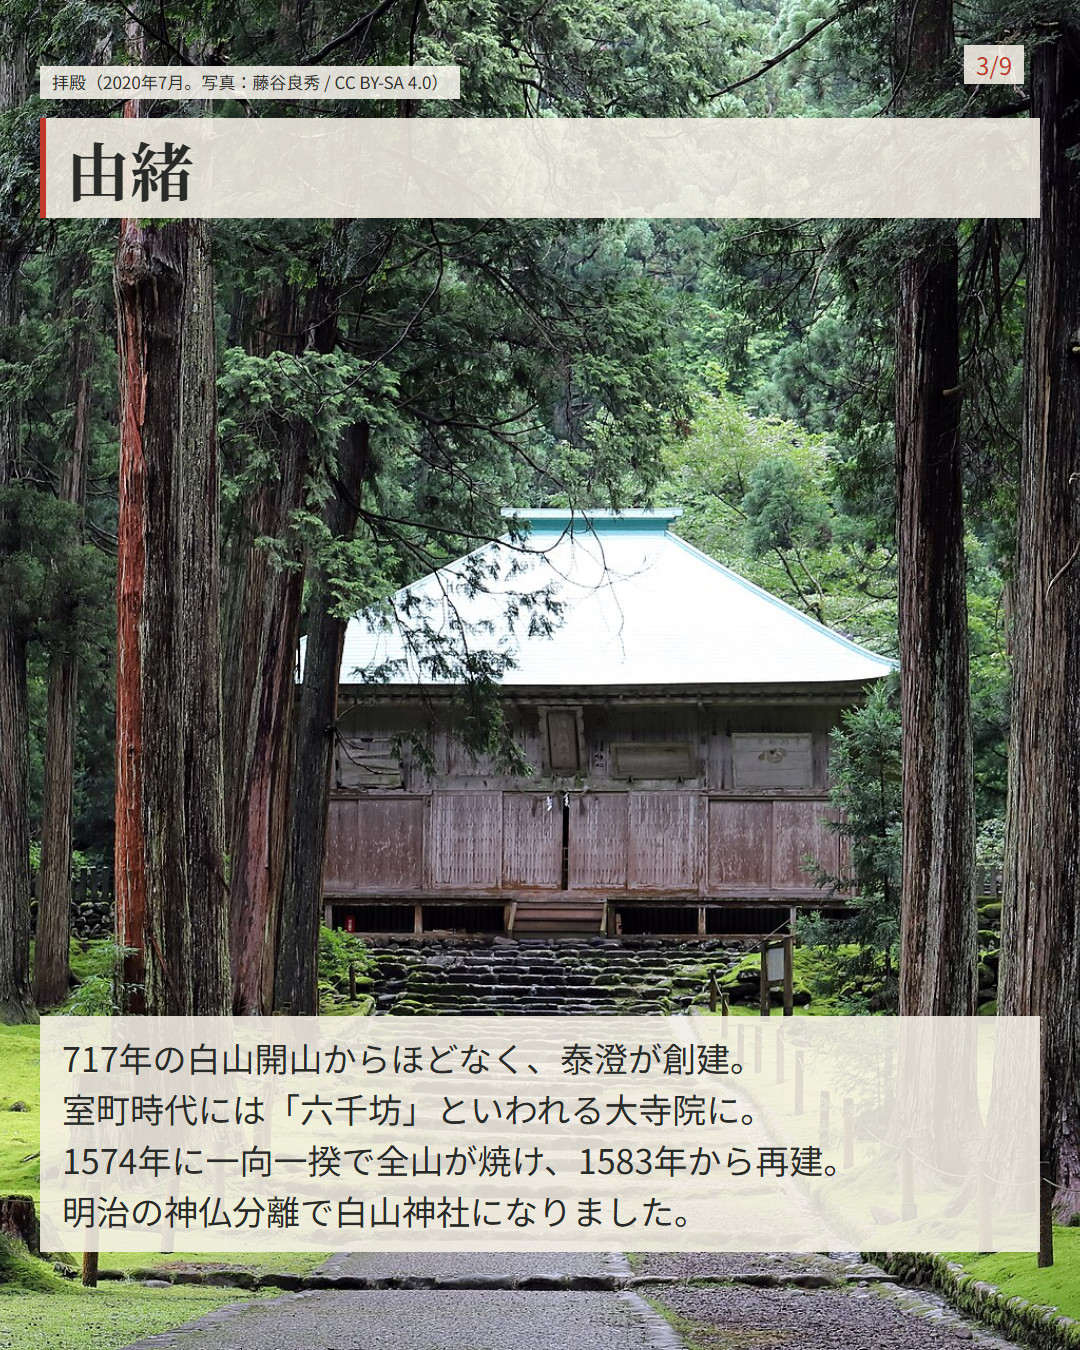 3/9
拝殿（2020年7月。写真：藤谷良秀 / CC BY-SA 4.0）
由緒
717年の白山開山からほどなく、泰澄が創建。
室町時代には「六千坊」といわれる大寺院に。
1574年に一向一揆で全山が焼け、1583年から再建。
明治の神仏分離で白山神社になりました。